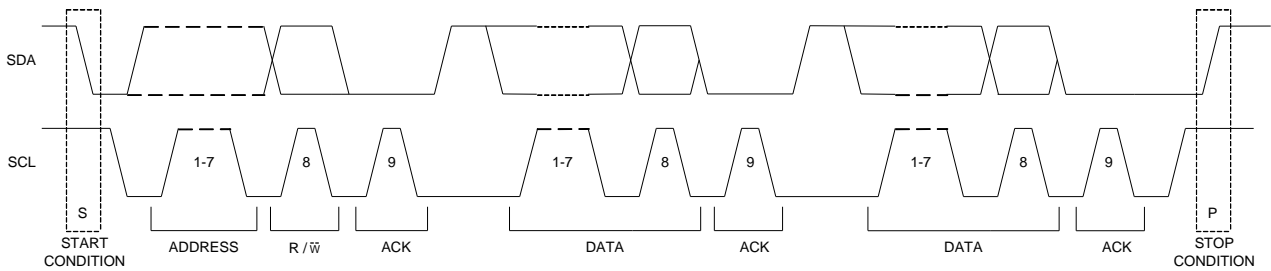 SDA
SCL
1-7
8
9
1-7
8
9
1-7
8
9
S
P
START
CONDITION
ADDRESS
R / W̅
ACK
DATA
ACK
DATA
ACK
STOP
CONDITION